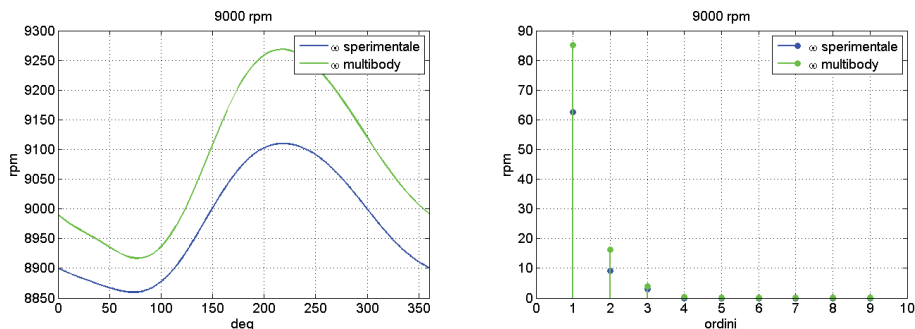 9000 rpm
9300
9250
9200
9150
9100
9050
9000
8950
8900
8850
rpm
0 50 100 150 200 250 300 350
deg
ω sperimentale
ω multibody
9000 rpm
90
80
70
60
50
40
30
20
10
0
rpm
0 1 2 3 4 5 6 7 8 9 10
ordini
ω sperimentale
ω multibody